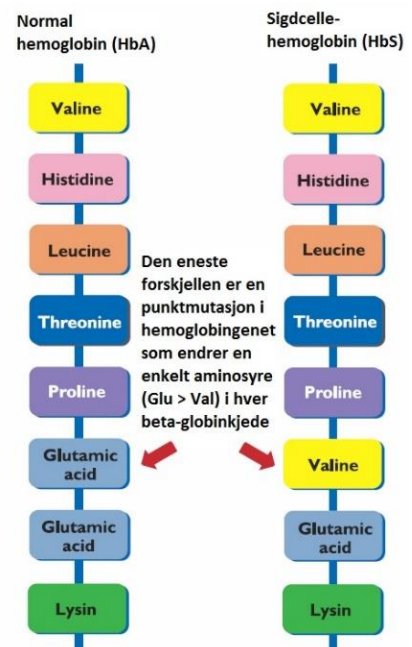 Normal
hemoglobin (HbA)
Valine
Histidine
Leucine
Threonine
Proline
Glutamic
acid
Glutamic
acid
Lysin
Den eneste
forskjellen er en
punktmutasjon i
hemoglobingenet
som endrer en
enkelt aminosyre
(Glu > Val) i hver
beta-globinkjede
Sigdcelle-
hemoglobin (HbS)
Valine
Histidine
Leucine
Threonine
Proline
Valine
Glutamic
acid
Lysin